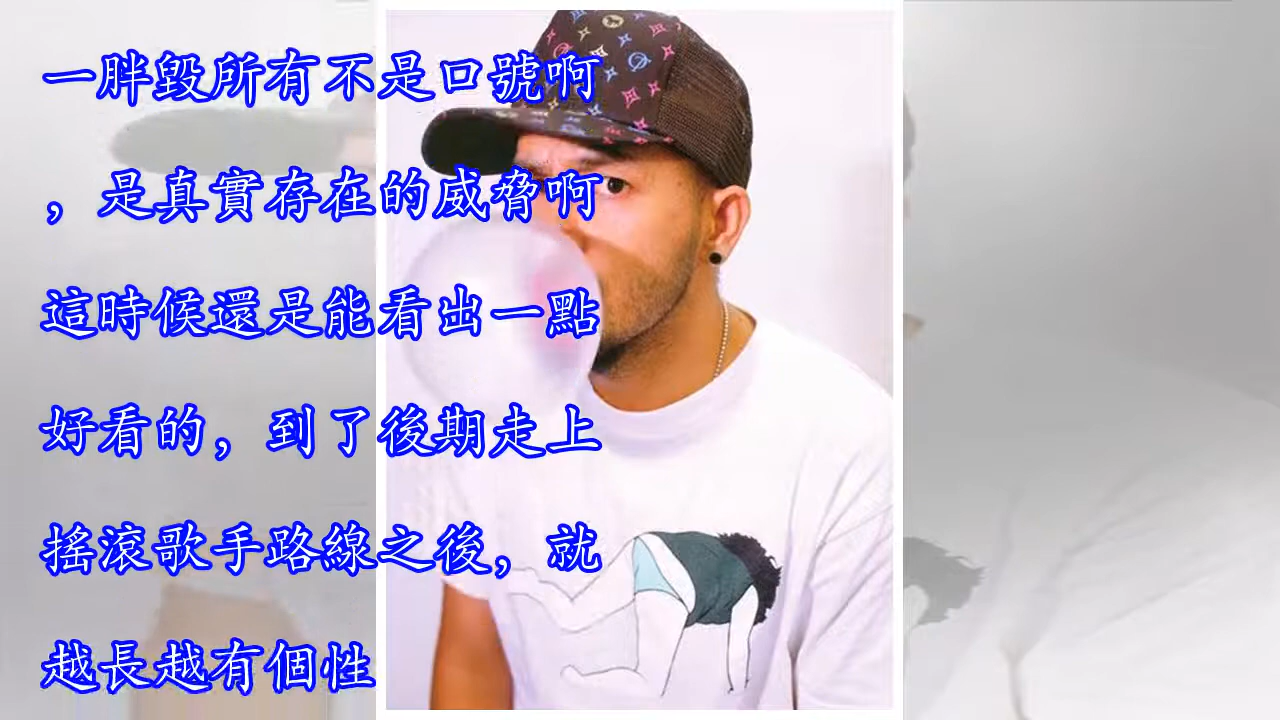 一胖毀所有不是口號啊
，是真實存在的威脅啊
這時候還是能看出一點
好看的，到了後期走上
搖滾歌手路線之後，就
越長越有個性